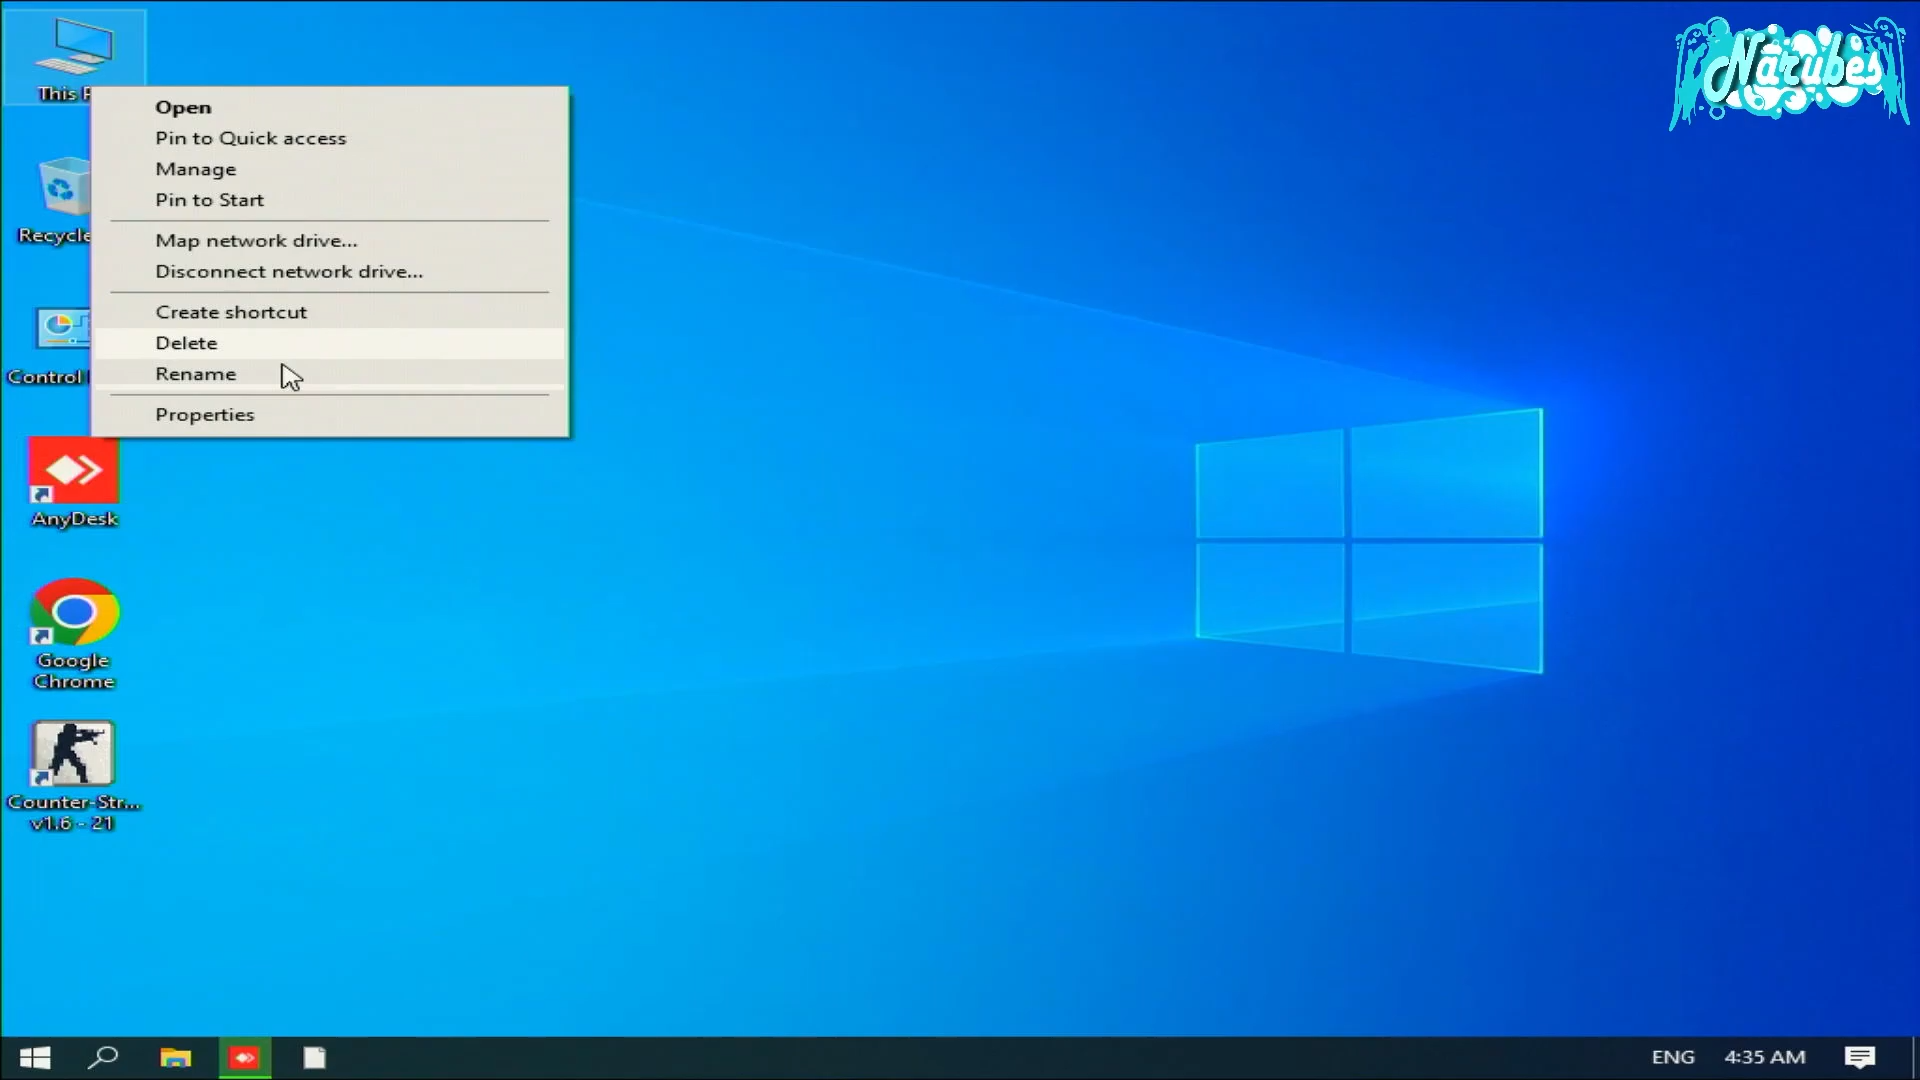 Narubes
This P
Open
Pin to Quick access
Manage
Pin to Start
Map network drive...
Disconnect network drive...
Create shortcut
Delete
Rename
Properties
Recycle
Control
AnyDesk
Google
Chrome
Counter-Str...
v1.6 - 21
ENG
4:35 AM